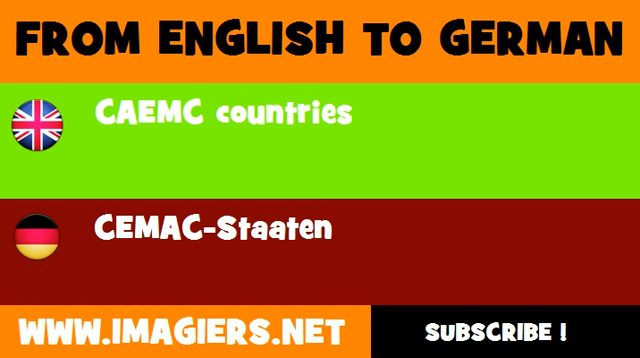 FROM ENGLISH TO GERMAN
CAEMC countries
CEMAC-Staaten
WWW.IMAGIERS.NET
SUBSCRIBE !